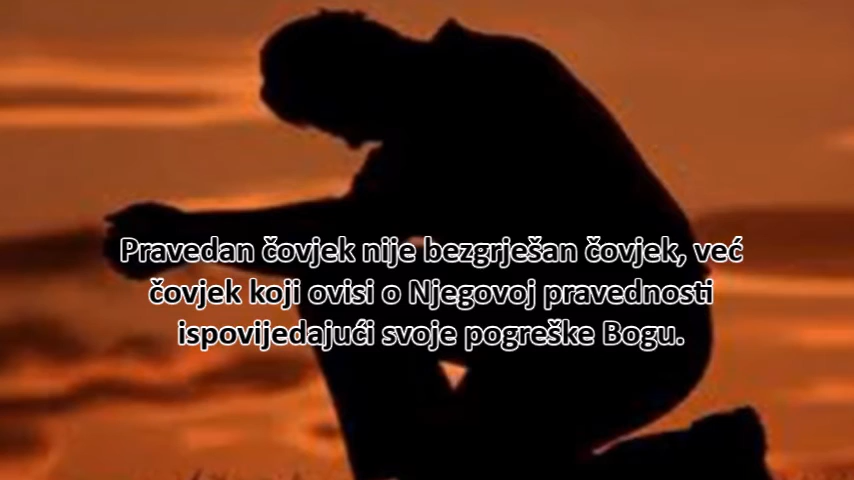 Pravedan čovjek nije bezgrješan čovjek, već
čovjek koji ovisi o Njegovoj pravednosti
ispovijedajući svoje pogreške Bogu.